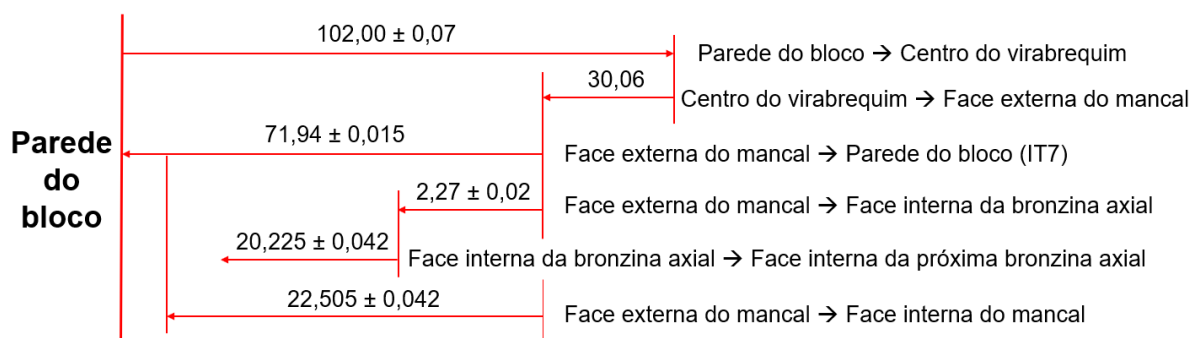 102,00 ± 0,07
Parede do bloco → Centro do virabrequim
30,06
Centro do virabrequim → Face externa do mancal
71,94 ± 0,015
Parede
do
bloco
Face externa do mancal → Parede do bloco (IT7)
2,27 ± 0,02
Face externa do mancal → Face interna da bronzina axial
20,225 ± 0,042
Face interna da bronzina axial → Face interna da próxima bronzina axial
22,505 ± 0,042
Face externa do mancal → Face interna do mancal